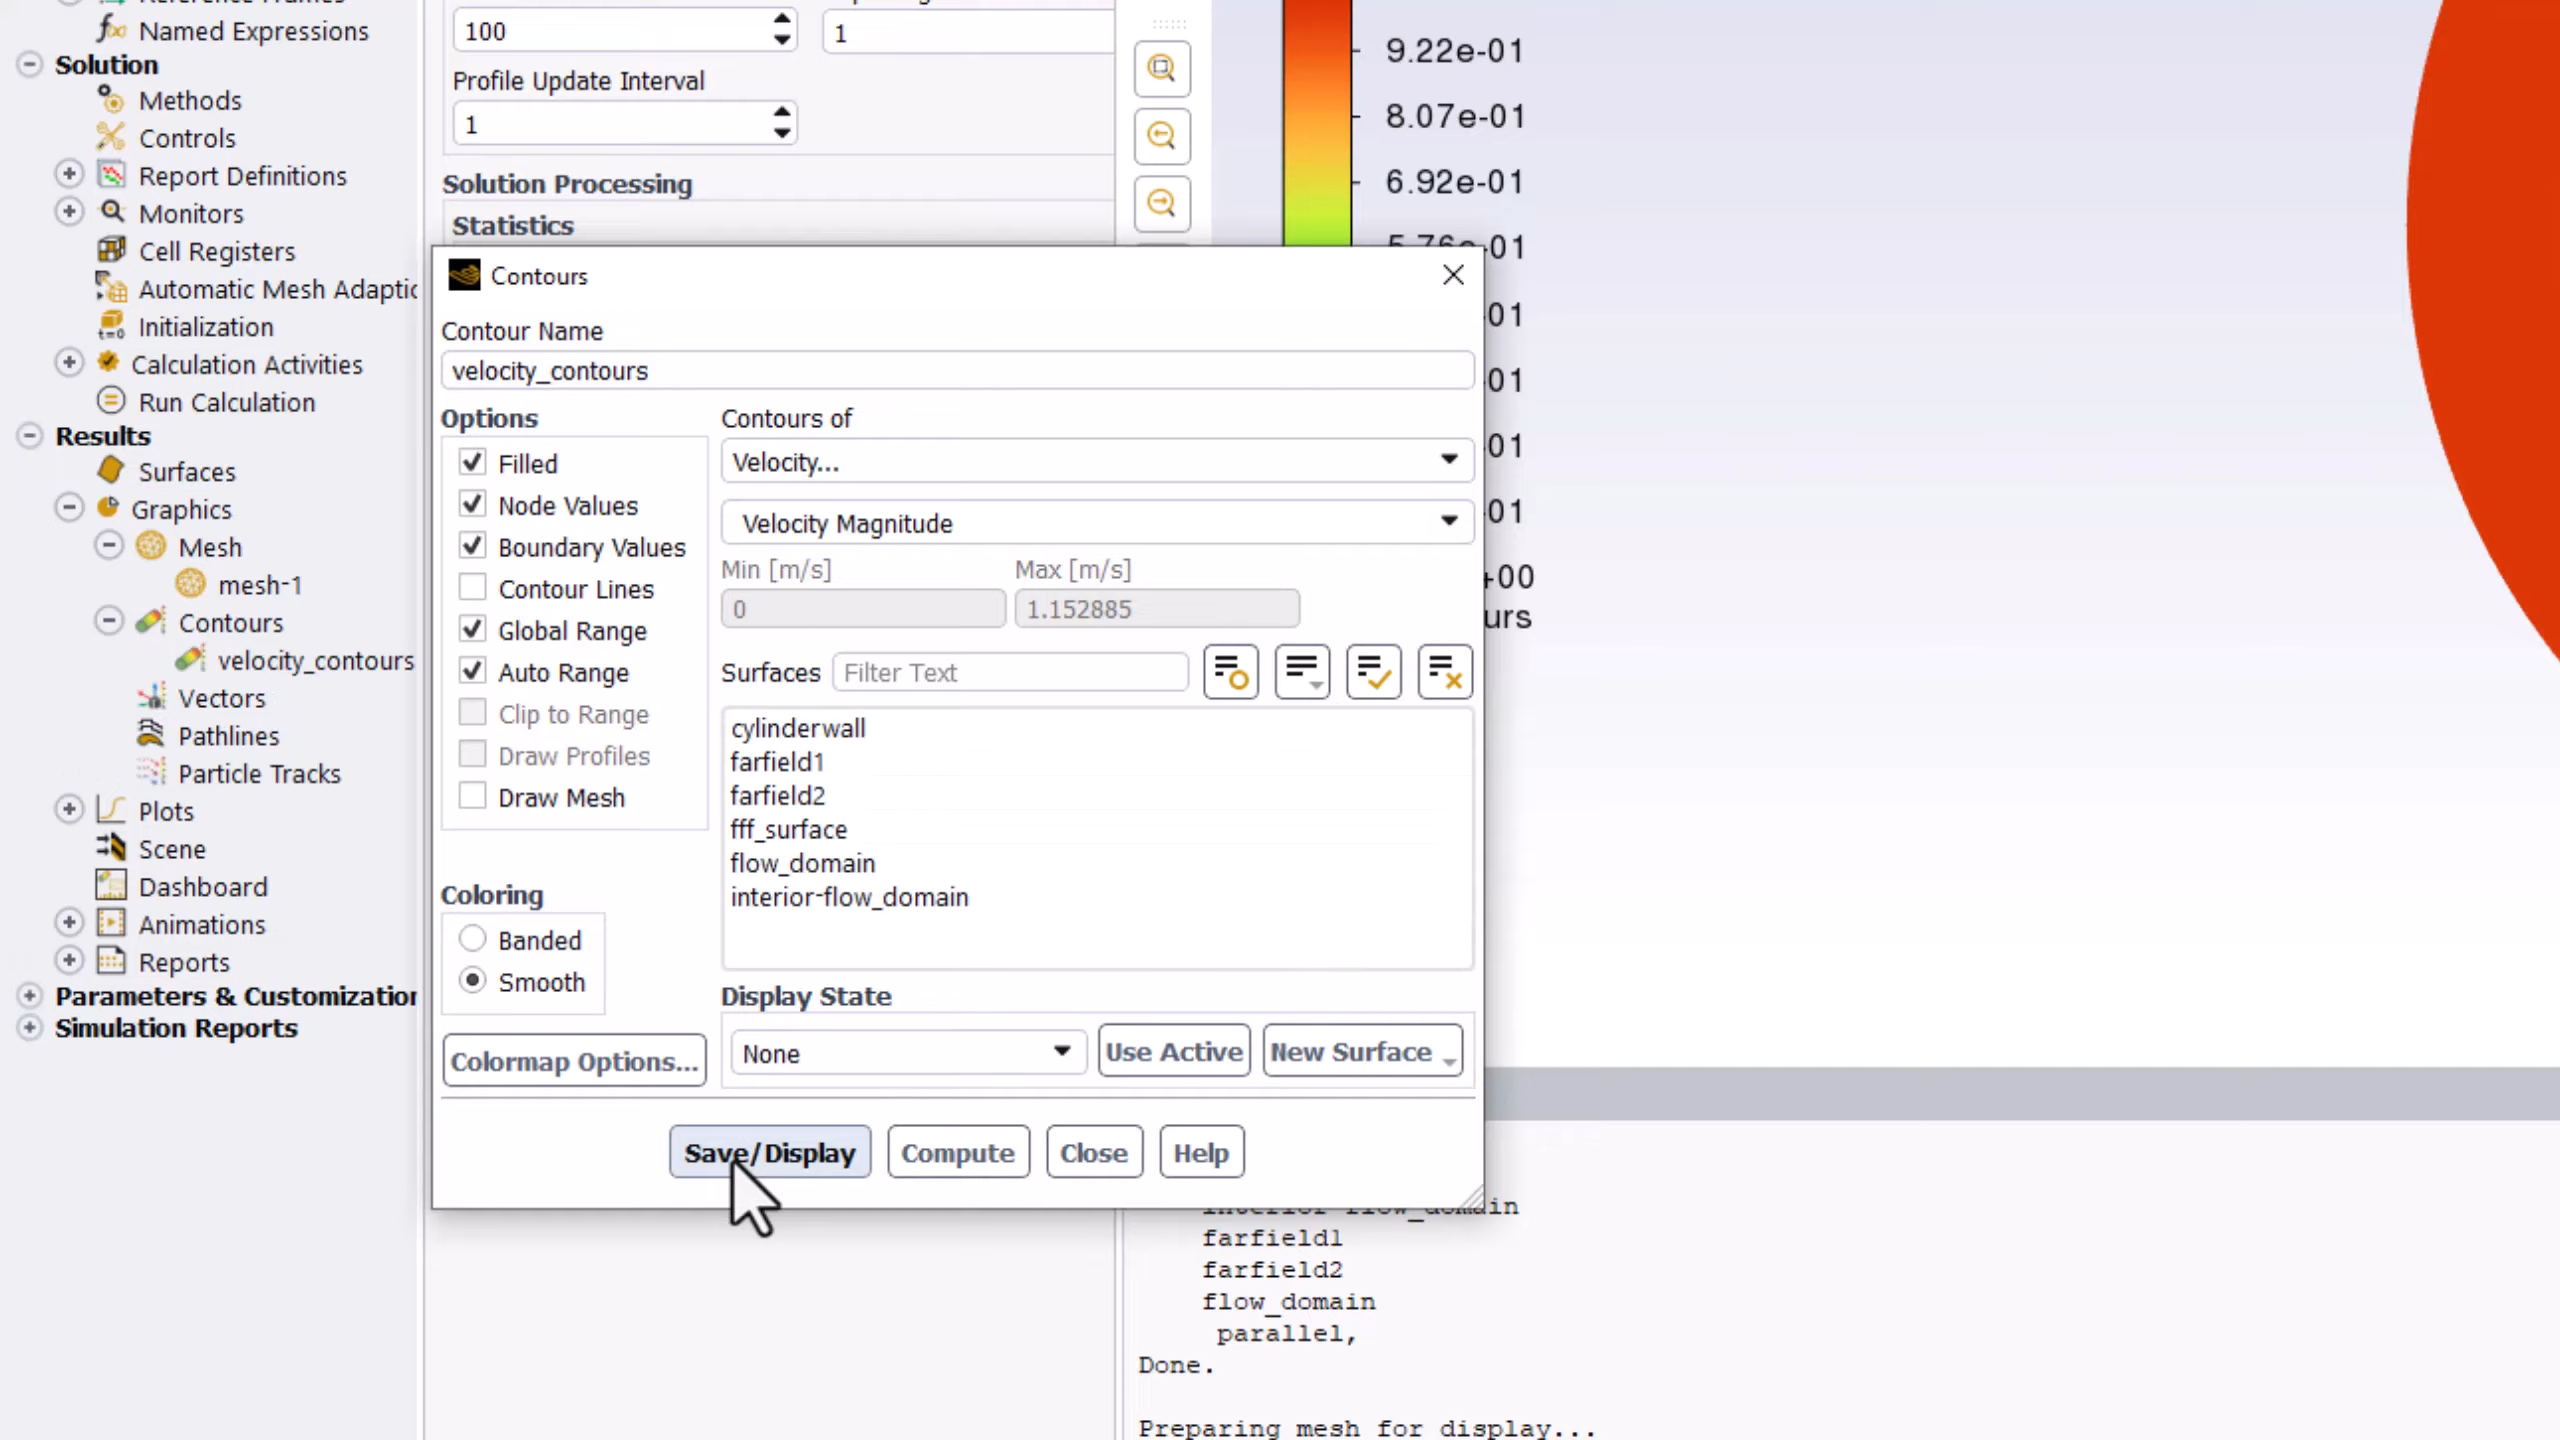 Named Expressions
Solution
Methods
Controls
Report Definitions
Monitors
Cell Registers
Initialization
Calculation Activities
Run Calculation
Results
Surfaces
Graphics
Mesh
mesh-1
Contours
velocity_contours
Vectors
Pathlines
Particle Tracks
Plots
Scene
Dashboard
Animations
Reports
Parameters &
Simulation Reports
100
1
Profile Update Interval
1
Solution Processing
Statistics
Contours
Contour Name
velocity_contours
Options
Filled
Node Values
Boundary Values
Contour Lines
Global Range
Auto Range
Clip to Range
Draw Profiles
Draw Mesh
Coloring
Banded
Smooth
Colormap Options...
Contours of
Velocity...
Velocity Magnitude
Min [m/s] Max [m/s]
0 1.152885
Surfaces Filter Text
cylinderwall
farfield1
farfield2
fff_surface
flow_domain
interior-flow_domain
Display State
None Use Active New Surface
Save/Display Compute Close Help
9.22e-01
8.07e-01
6.92e-01
farfield1
farfield2
flow_domain
parallel,
Done.
Preparing mesh for display...